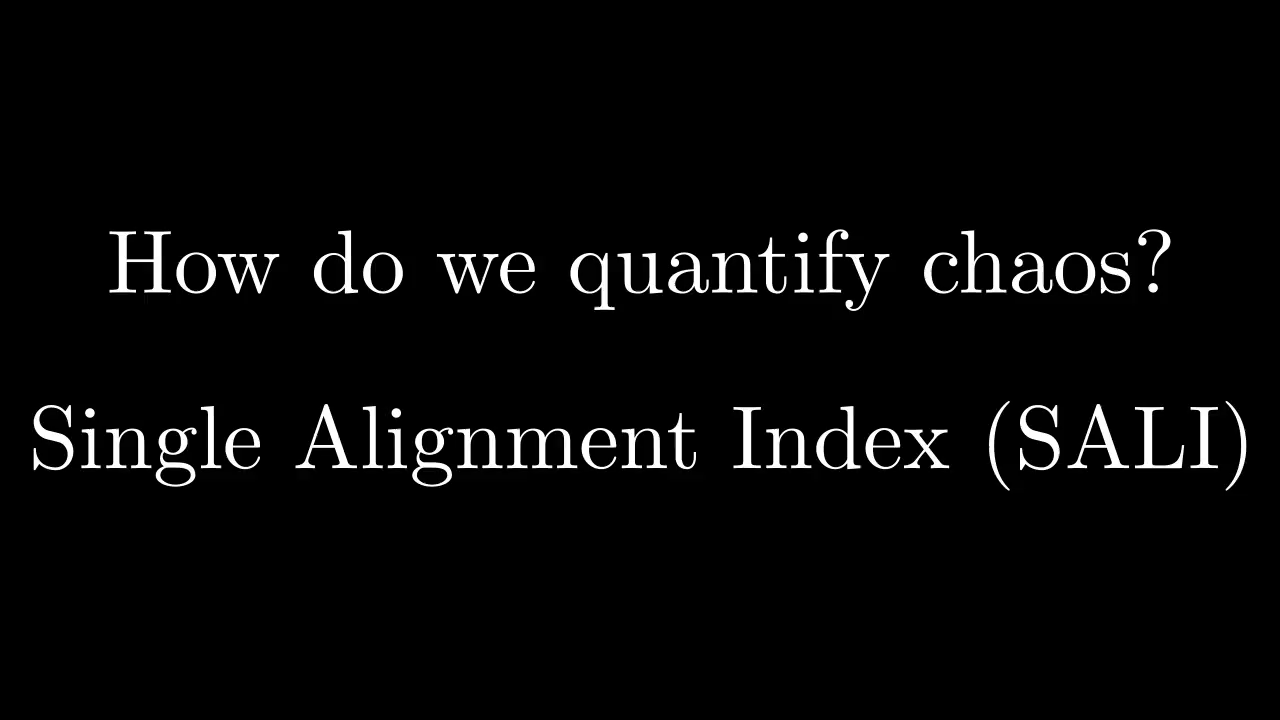 How do we quantify chaos?
Single Alignment Index (SALI)